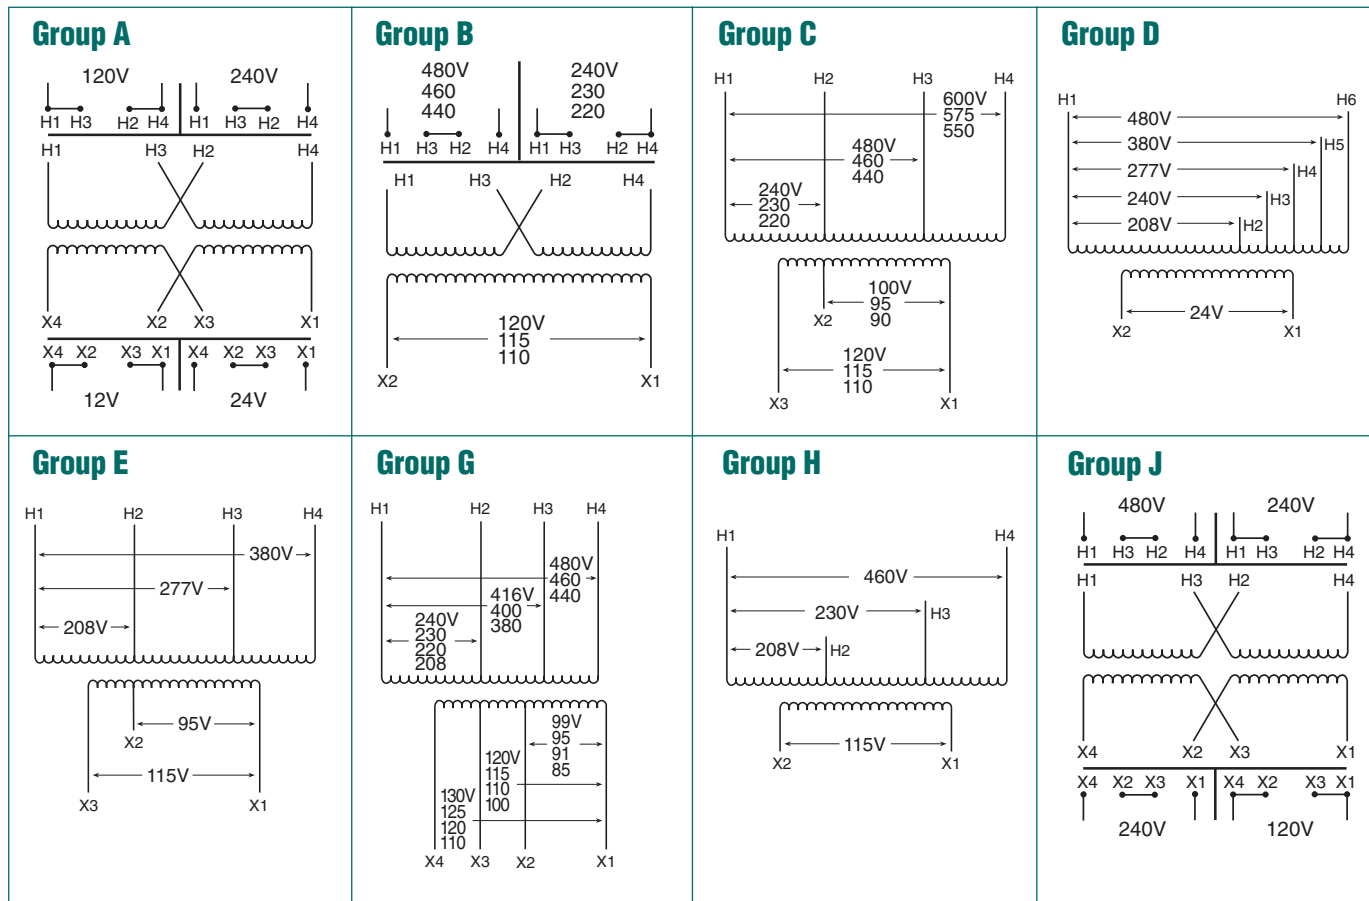 Group A
120V 240V
H1 H3 H2 H4 H1 H3 H2 H4
H1 H3 H2 H4
X4 X2 X3 X1
X4 X2 X3 X1 X4 X2 X3 X1
12V 24V
Group B
480V 240V
460 230
440 220
H1 H3 H2 H4 H1 H3 H2 H4
H1 H3 H2 H4
120V
115
110
X2 X1
Group C
H1 H2 H3 H4
600V
575
550
480V
460
440
240V
230
220
100V
95
90
X2
120V
115
110
X3 X1
Group D
H1 H6
480V
380V H5
277V H4
240V H3
208V H2
24V
X2 X1
Group E
H1 H2 H3 H4
380V
277V
208V
95V
X2
115V
X3 X1
Group G
H1 H2 H3 H4
480V
460
440
416V
400
380
240V
230
220
208
99V
95
91
85
120V
115
110
100
130V
125
120
110
X4 X3 X2 X1
Group H
H1 H4
460V
230V H3
208V H2
115V
X2 X1
Group J
480V 240V
H1 H3 H2 H4 H1 H3 H2 H4
H1 H3 H2 H4
X4 X2 X3 X1
X4 X2 X3 X1 X4 X2 X3 X1
240V 120V